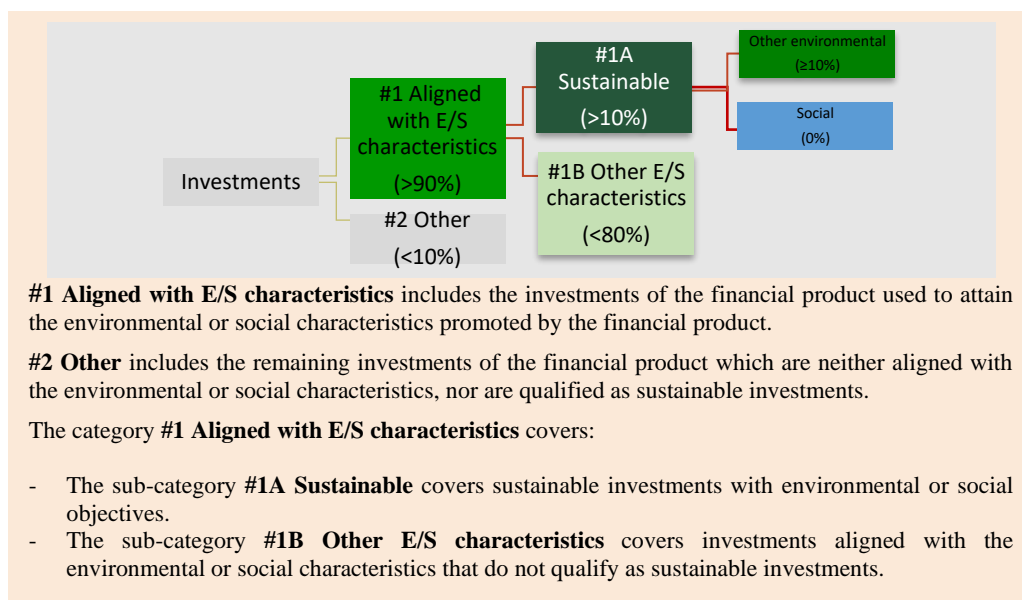 Investments
#1 Aligned
with E/S
characteristics
(>90%)
#2 Other
(<10%)
#1A
Sustainable
(>10%)
#1B Other E/S
characteristics
(<80%)
Other environmental
(≥10%)
Social
(0%)
#1 Aligned with E/S characteristics includes the investments of the financial product used to attain
the environmental or social characteristics promoted by the financial product.
#2 Other includes the remaining investments of the financial product which are neither aligned with
the environmental or social characteristics, nor are qualified as sustainable investments.
The category #1 Aligned with E/S characteristics covers:
- The sub-category #1A Sustainable covers sustainable investments with environmental or social
objectives.
- The sub-category #1B Other E/S characteristics covers investments aligned with the
environmental or social characteristics that do not qualify as sustainable investments.